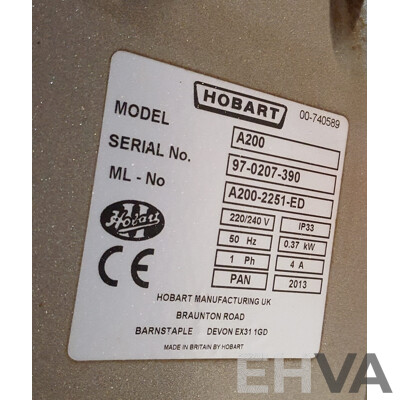 HOBART 00-740589
MODEL A200
SERIAL No. 97-0207-390
ML - No A200-2251-ED
220/240 V IP33
50 Hz 0.37 kW
1 Ph 4 A
PAN 2013
Hobart
CE
HOBART MANUFACTURING UK
BRAUNTON ROAD
BARNSTAPLE DEVON EX31 1GD
MADE IN BRITAIN BY HOBART
EHVA